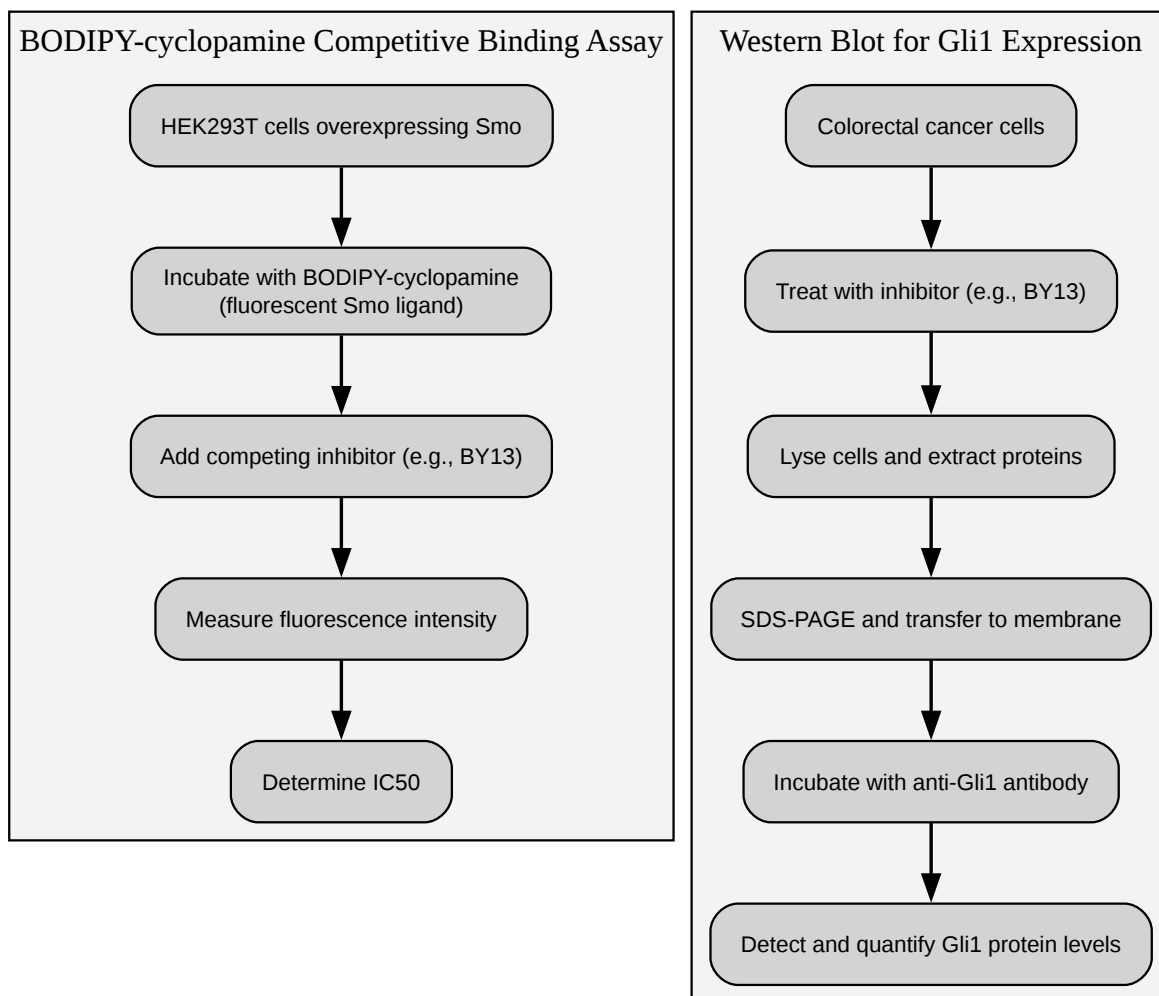 BODIPY-cyclopamine Competitive Binding Assay
HEK293T cells overexpressing Smo
Incubate with BODIPY-cyclopamine
(fluorescent Smo ligand)
Add competing inhibitor (e.g., BY13)
Measure fluorescence intensity
Determine IC50
Western Blot for Gli1 Expression
Colorectal cancer cells
Treat with inhibitor (e.g., BY13)
Lyse cells and extract proteins
SDS-PAGE and transfer to membrane
Incubate with anti-Gli1 antibody
Detect and quantify Gli1 protein levels